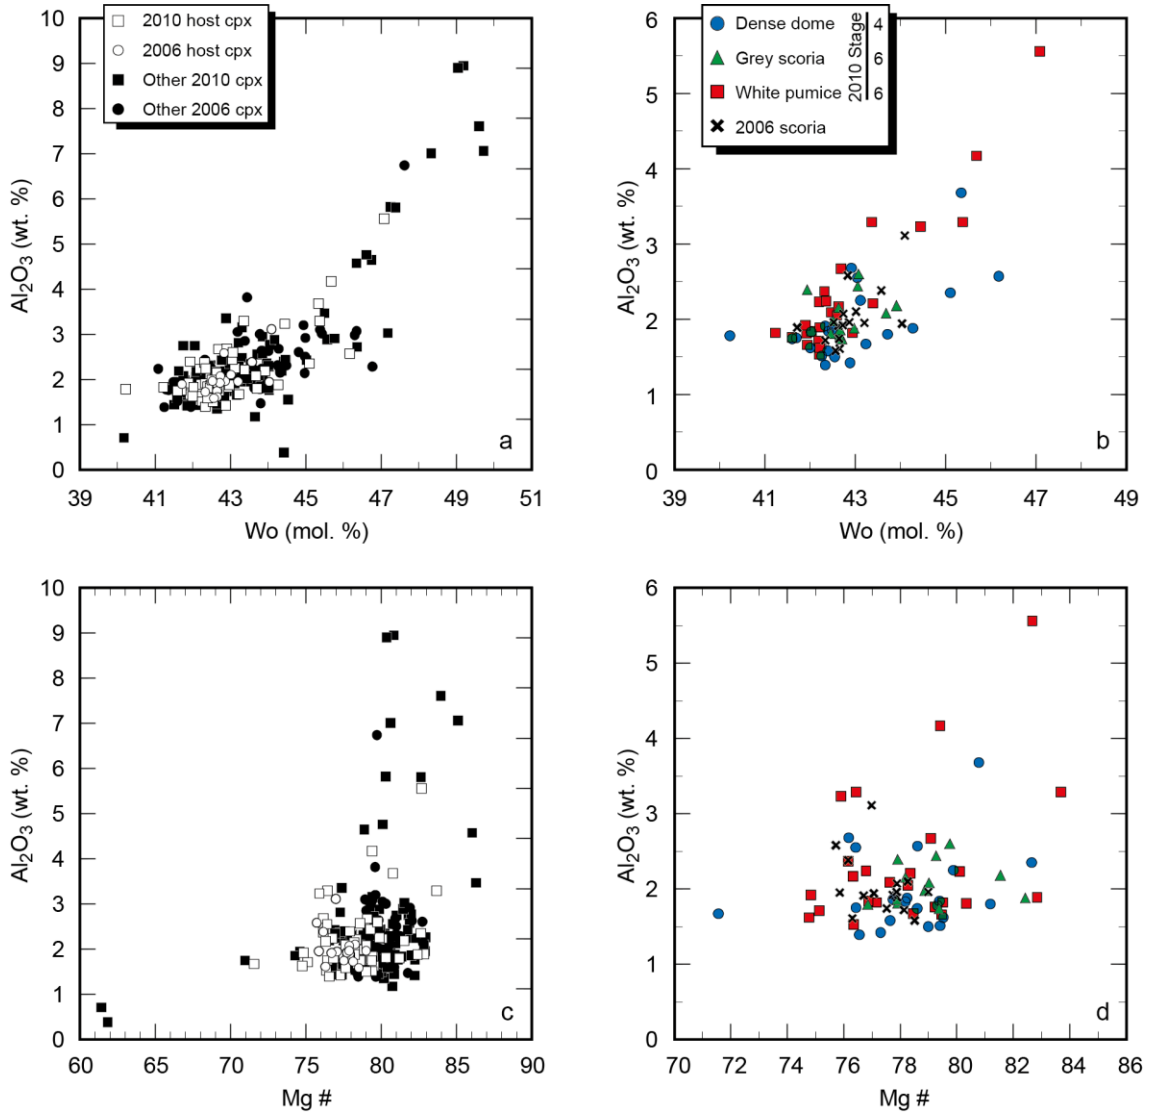 2010 host cpx
2006 host cpx
Other 2010 cpx
Other 2006 cpx
10
9
8
7
6
5
4
3
2
1
0
Al₂O₃ (wt. %)
a
39 41 43 45 47 49 51
Wo (mol. %)
Dense dome 4
Grey scoria 6
White pumice 6
2006 scoria
2010 Stage
6
5
4
3
2
1
0
Al₂O₃ (wt. %)
b
39 41 43 45 47 49
Wo (mol. %)
10
9
8
7
6
5
4
3
2
1
0
Al₂O₃ (wt. %)
c
60 65 70 75 80 85 90
Mg #
6
5
4
3
2
1
0
Al₂O₃ (wt. %)
d
70 72 74 76 78 80 82 84 86
Mg #